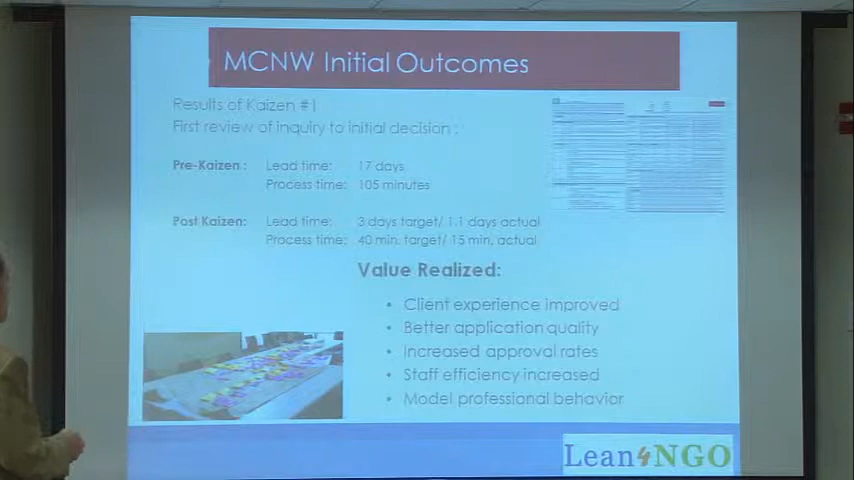 MCNW Initial Outcomes
Results of Kaizen #1
First review of inquiry to initial decision :
Pre-Kaizen : Lead time: 17 days
Process time: 105 minutes
Post Kaizen: Lead time: 3 days target/ 1.1 days actual
Process time: 40 min. target/ 15 min. actual
Value Realized:
• Client experience improved
• Better application quality
• Increased approval rates
• Staff efficiency increased
• Model professional behavior
Lean4NGO